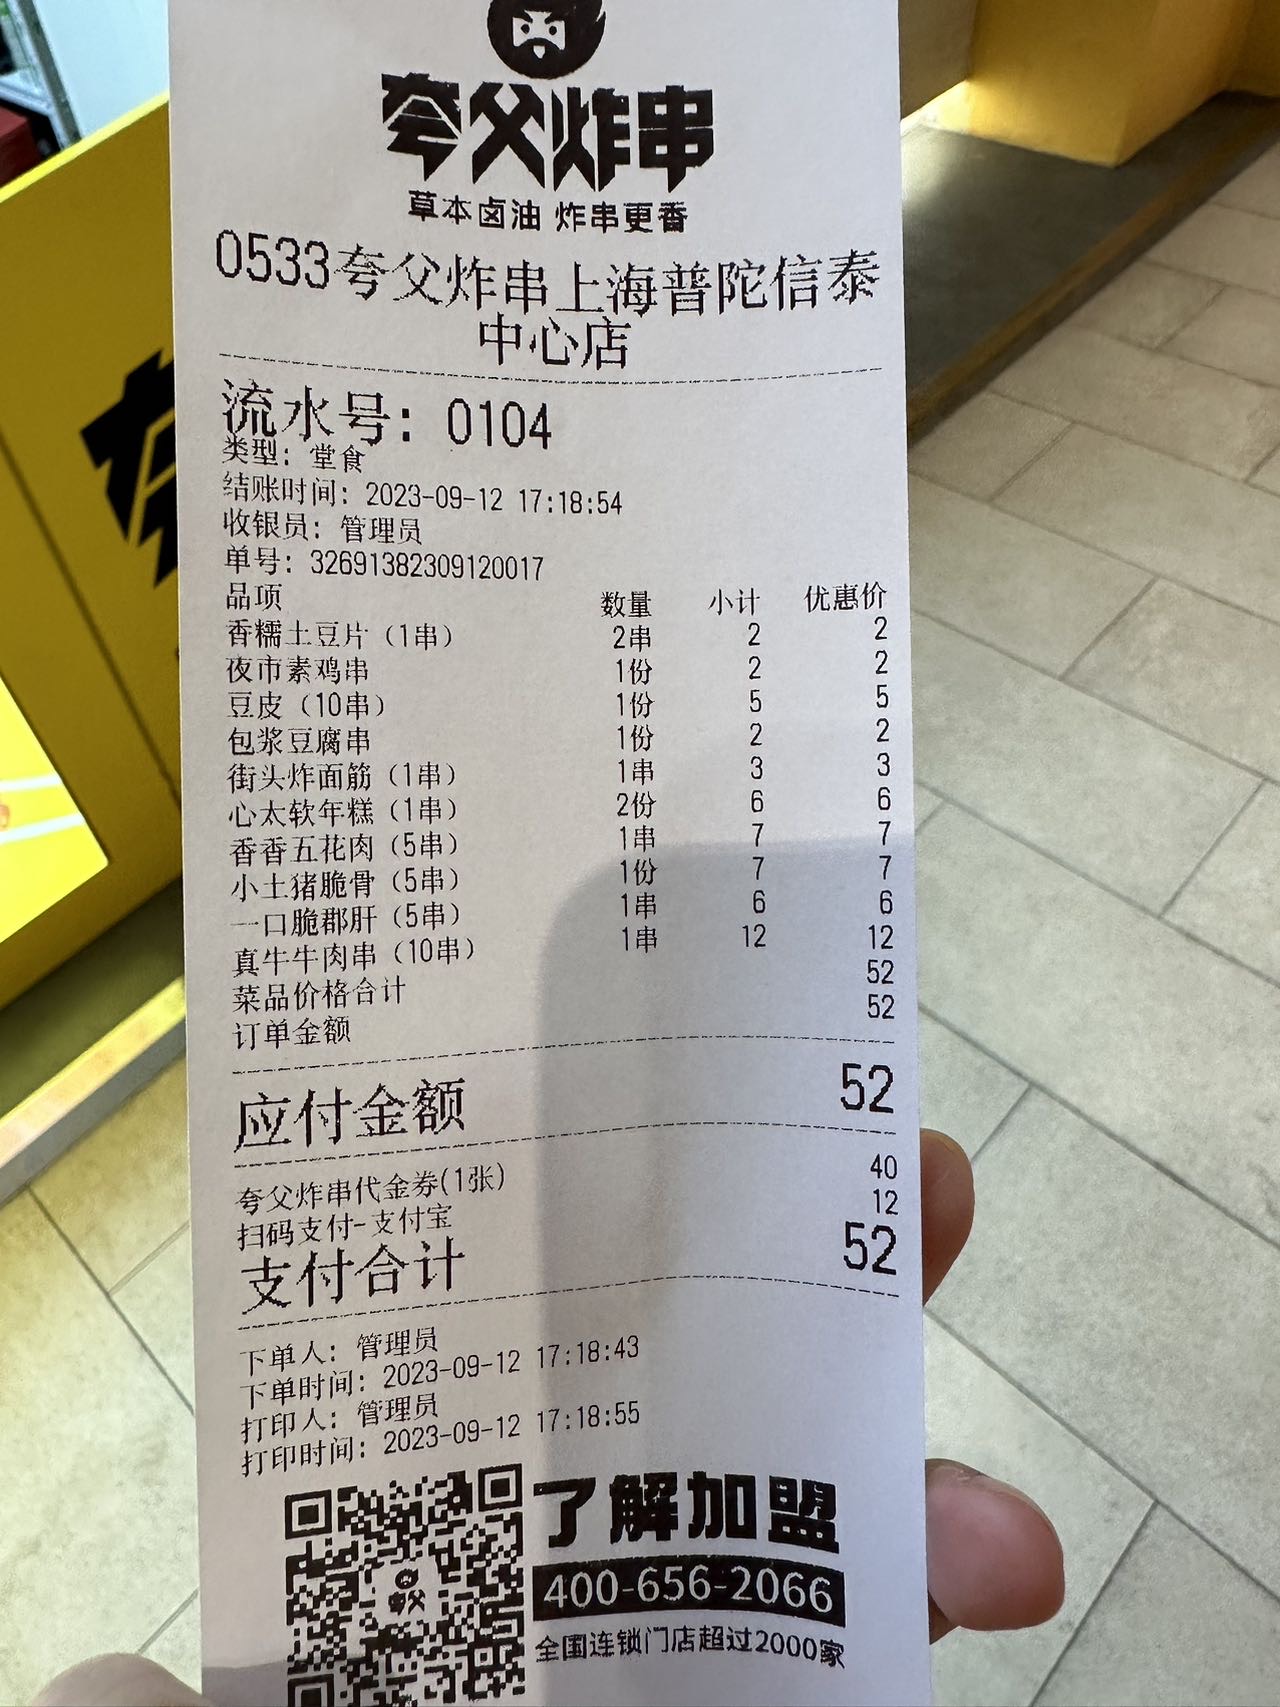 夸父炸串
草本卤油 炸串更香
0533夸父炸串上海普陀信泰
中心店
流水号: 0104
类型: 堂食
结账时间: 2023-09-12 17:18:54
收银员: 管理员
单号: 32691382309120017
品项 数量 小计 优惠价
香糯土豆片（1串） 2串 2 2
夜市素鸡串 1份 2 2
豆皮（10串） 1份 5 5
包浆豆腐串 1份 2 2
街头炸面筋（1串） 1串 3 3
心太软年糕（1串） 2份 6 6
香香五花肉（5串） 1串 7 7
小土猪脆骨（5串） 1份 7 7
一口脆郡肝（5串） 1串 6 6
真牛牛肉串（10串） 1串 12 12
菜品价格合计 52
订单金额 52
应付金额 52
夸父炸串代金券(1张) 40
扫码支付-支付宝 12
支付合计 52
下单人: 管理员
下单时间: 2023-09-12 17:18:43
打印人: 管理员
打印时间: 2023-09-12 17:18:55
夸父
了解加盟
400-656-2066
全国连锁门店超过2000家